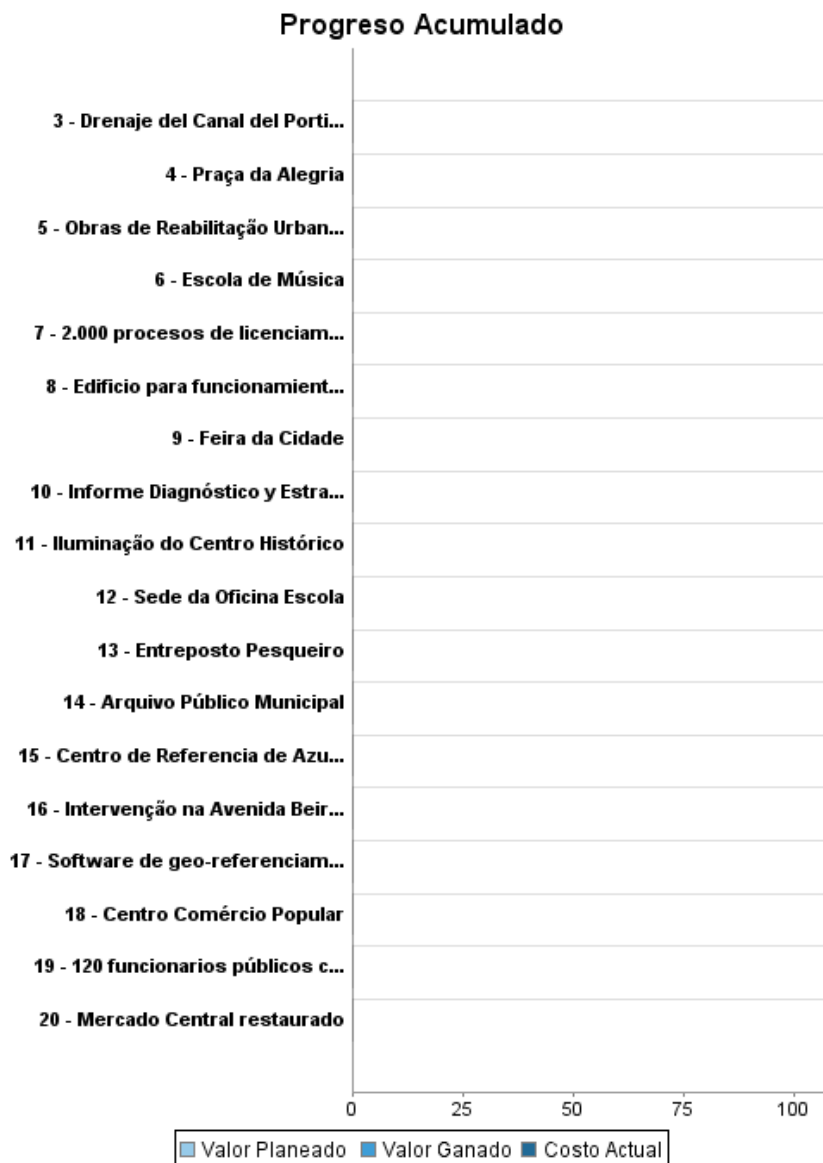 Progreso Acumulado
3 - Drenaje del Canal del Porti...
4 - Praça da Alegria
5 - Obras de Reabilitação Urban...
6 - Escola de Música
7 - 2.000 procesos de licenciam...
8 - Edificio para funcionamient...
9 - Feira da Cidade
10 - Informe Diagnóstico y Estra...
11 - Iluminação do Centro Histórico
12 - Sede da Oficina Escola
13 - Entreposto Pesqueiro
14 - Arquivo Público Municipal
15 - Centro de Referencia de Azu...
16 - Intervenção na Avenida Beir...
17 - Software de geo-referenciam...
18 - Centro Comércio Popular
19 - 120 funcionarios públicos c...
20 - Mercado Central restaurado
0 25 50 75 100
Valor Planeado Valor Ganado Costo Actual